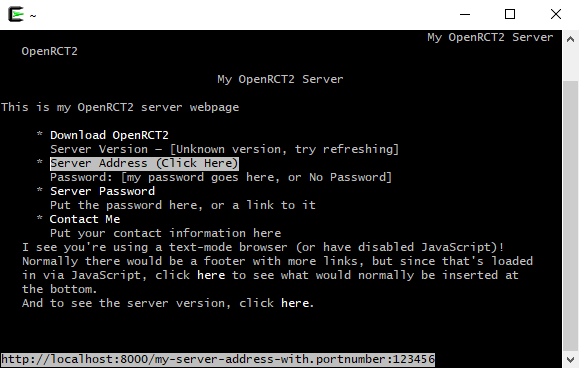 ~
My OpenRCT2 Server
OpenRCT2
My OpenRCT2 Server
This is my OpenRCT2 server webpage
* Download OpenRCT2
Server Version – [Unknown version, try refreshing]
* Server Address (Click Here)
Password: [my password goes here, or No Password]
* Server Password
Put the password here, or a link to it
* Contact Me
Put your contact information here
I see you're using a text-mode browser (or have disabled JavaScript)!
Normally there would be a footer with more links, but since that's loaded
in via JavaScript, click here to see what would normally be inserted at
the bottom.
And to see the server version, click here.
http://localhost:8000/my-server-address-with.portnumber:123456